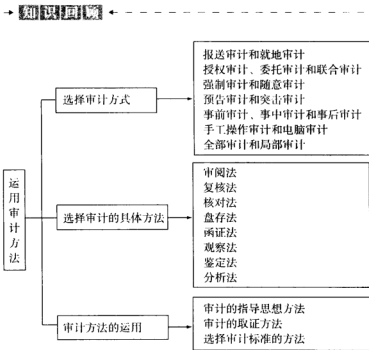 知识回顾
选择审计方式
报送审计和就地审计
授权审计、委托审计和联合审计
强制审计和随意审计
预告审计和突击审计
事前审计、事中审计和事后审计
手工操作审计和电脑审计
全部审计和局部审计
运用审计方法
选择审计的具体方法
审阅法
复核法
核对法
盘存法
函证法
观察法
鉴定法
分析法
审计方法的运用
审计的指导思想方法
审计的取证方法
选择审计标准的方法